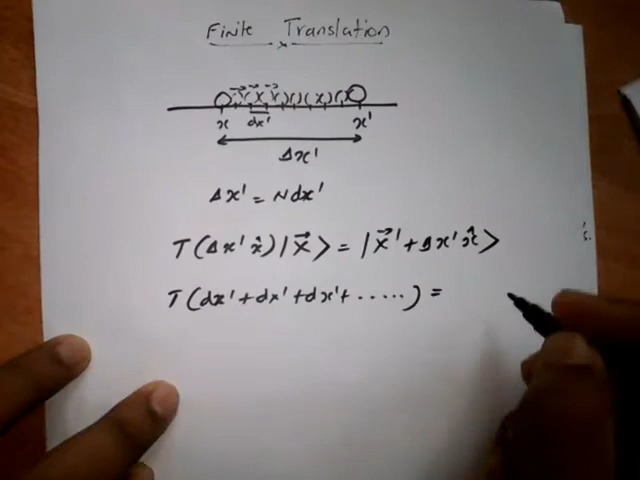 Finite Translation
x dx' x'
Δx'
Δx' = N dx'
T(Δx' x̂)|x⃗⟩ = |x⃗' + Δx' x̂⟩
T(dx' + dx' + dx' + .....) =